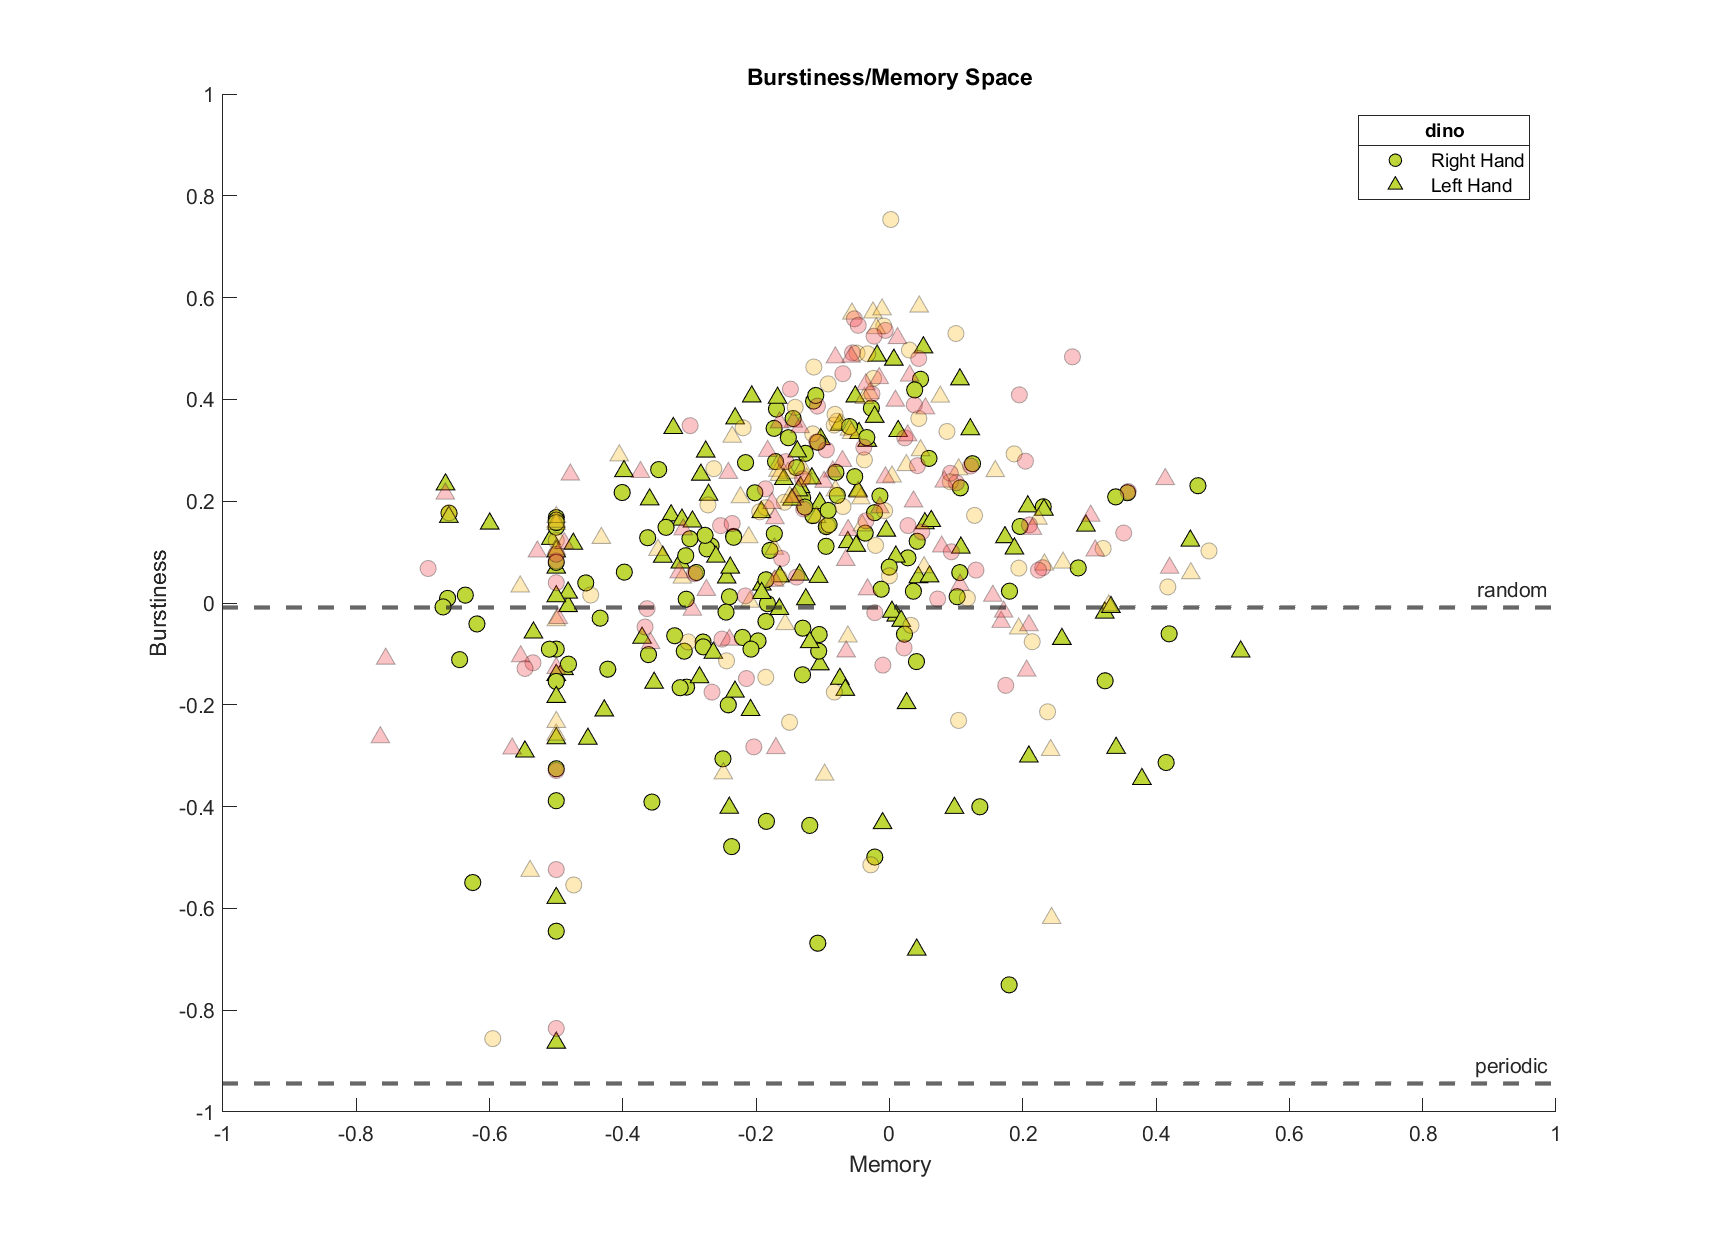 Burstiness/Memory Space
1
0.8
0.6
0.4
0.2
0
-0.2
-0.4
-0.6
-0.8
-1
Burstiness
dino
Right Hand
Left Hand
random
periodic
-1 -0.8 -0.6 -0.4 -0.2 0 0.2 0.4 0.6 0.8 1
Memory